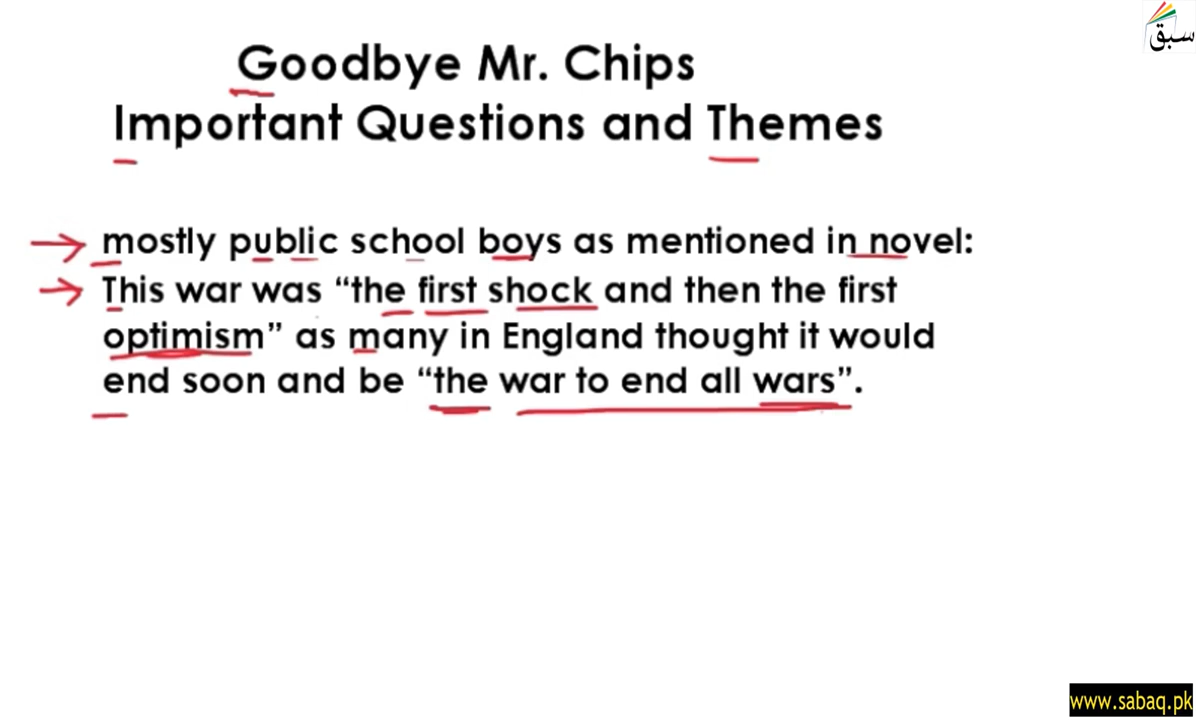 سبق
Goodbye Mr. Chips
Important Questions and Themes
mostly public school boys as mentioned in novel:
This war was “the first shock and then the first
optimism” as many in England thought it would
end soon and be “the war to end all wars”.
www.sabaq.pk